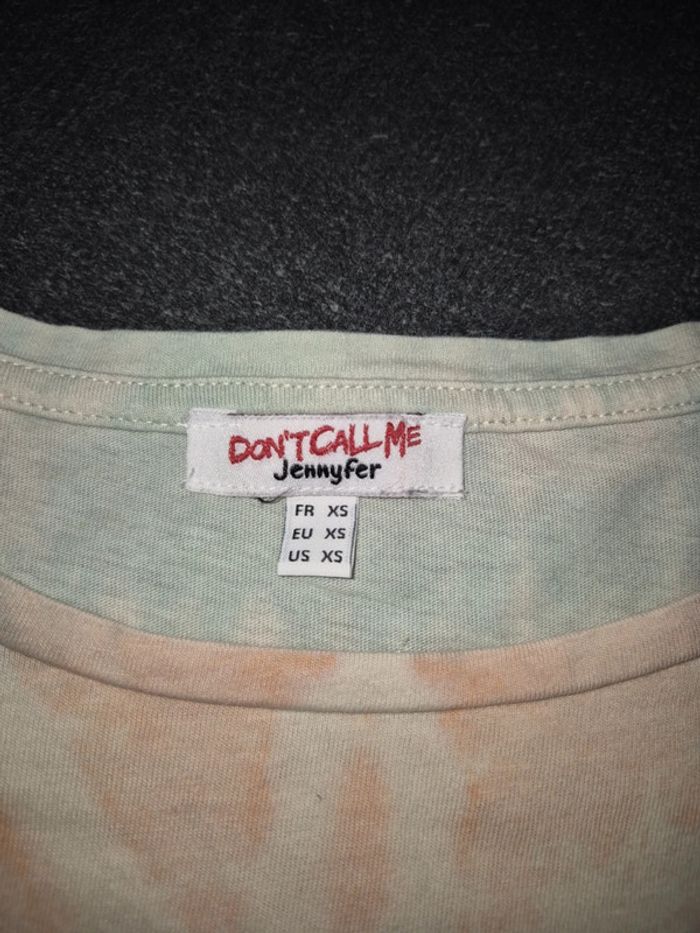 DON'T CALL ME
Jennyfer
FR XS
EU XS
US XS